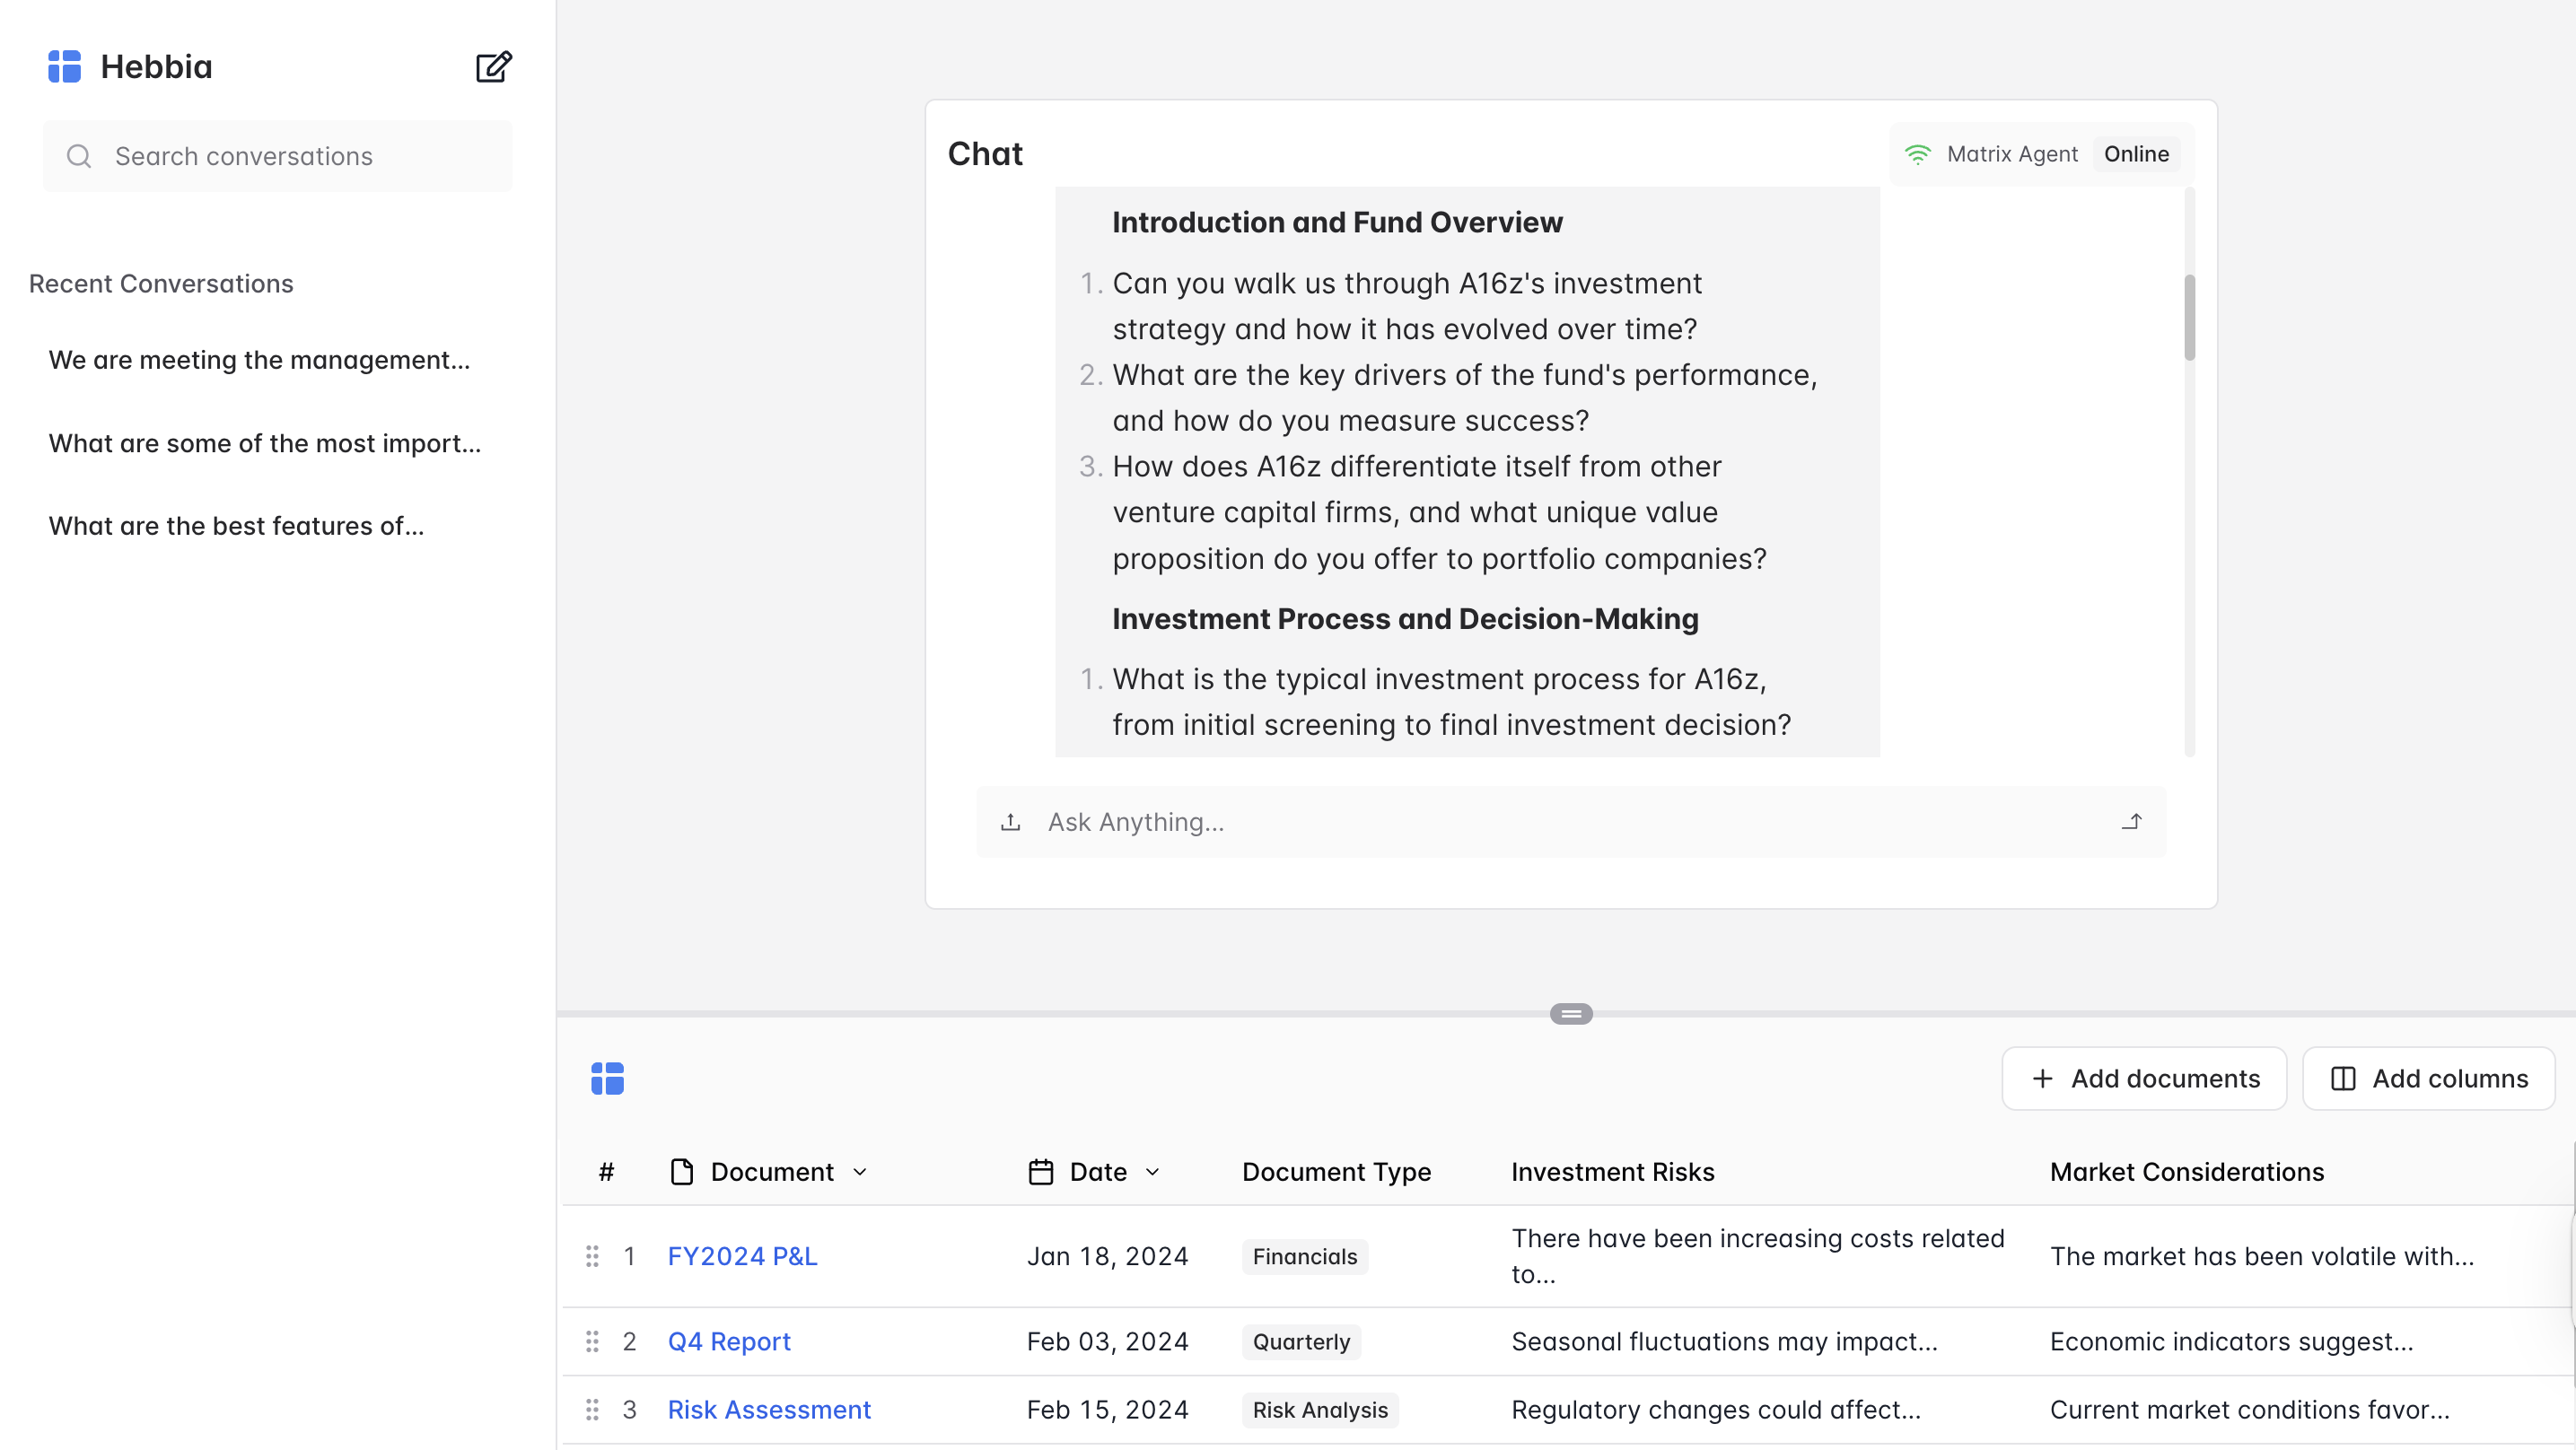 Hebbia
Search conversations
Recent Conversations
We are meeting the management...
What are some of the most import...
What are the best features of...
Chat
Matrix Agent Online
Introduction and Fund Overview
1. Can you walk us through A16z's investment
strategy and how it has evolved over time?
2. What are the key drivers of the fund's performance,
and how do you measure success?
3. How does A16z differentiate itself from other
venture capital firms, and what unique value
proposition do you offer to portfolio companies?
Investment Process and Decision-Making
1. What is the typical investment process for A16z,
from initial screening to final investment decision?
Ask Anything...
Add documents
Add columns
# Document Date Document Type Investment Risks Market Considerations
1 FY2024 P&L Jan 18, 2024 Financials There have been increasing costs related
to... The market has been volatile with...
2 Q4 Report Feb 03, 2024 Quarterly Seasonal fluctuations may impact... Economic indicators suggest...
3 Risk Assessment Feb 15, 2024 Risk Analysis Regulatory changes could affect... Current market conditions favor...